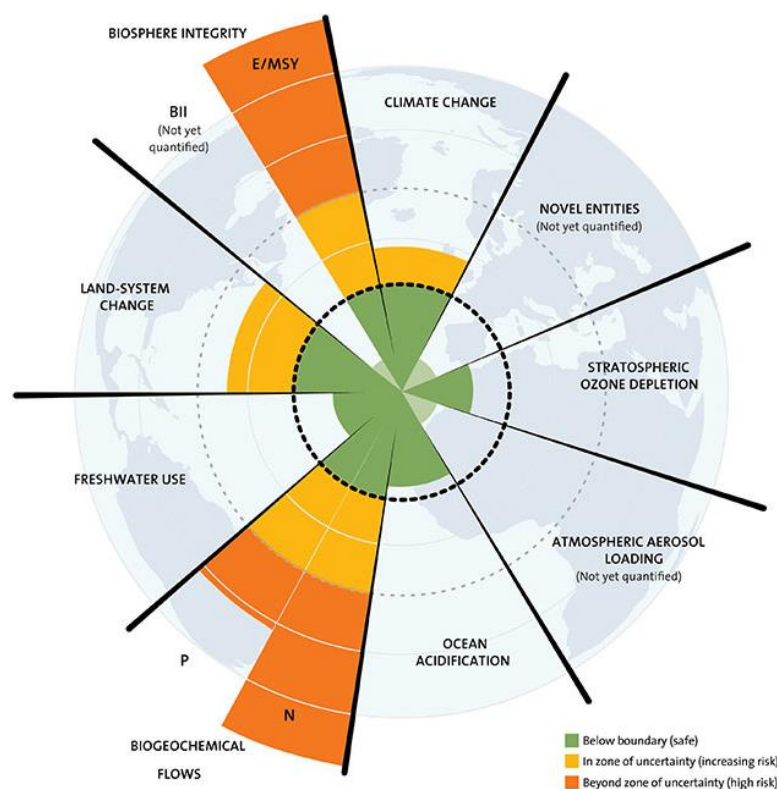 BIOSPHERE INTEGRITY
E/MSY
BII
(Not yet
quantified)
CLIMATE CHANGE
NOVEL ENTITIES
(Not yet quantified)
LAND-SYSTEM
CHANGE
STRATOSPHERIC
OZONE DEPLETION
FRESHWATER USE
ATMOSPHERIC AEROSOL
LOADING
(Not yet quantified)
P
N
OCEAN
ACIDIFICATION
BIOGEOCHEMICAL
FLOWS
Below boundary (safe)
In zone of uncertainty (increasing risk)
Beyond zone of uncertainty (high risk)